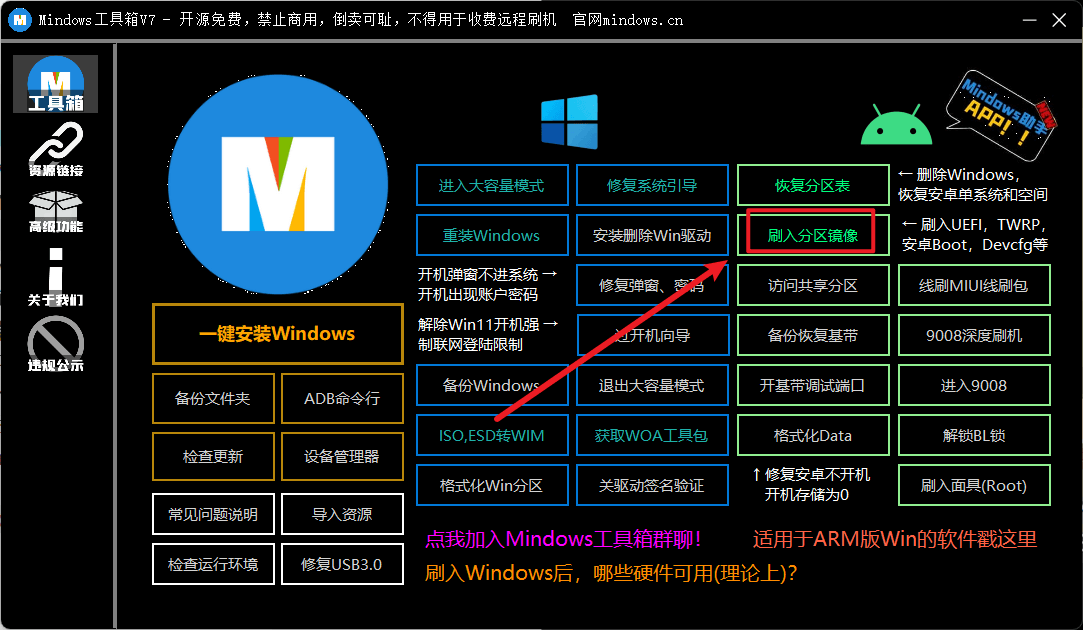 Mindows工具箱V7 - 开源免费，禁止商用，倒卖可耻，不得用于收费远程刷机 官网mindows.cn
M
工具箱
资源链接
高级功能
关于我们
违规公示
M
一键安装Windows
备份文件夹
ADB命令行
检查更新
设备管理器
常见问题说明
导入资源
检查运行环境
修复USB3.0
Mindows助手
APP！！
NEW
进入大容量模式
修复系统引导
恢复分区表
←删除Windows，
恢复安卓单系统和空间
重装Windows
安装删除Win驱动
刷入分区镜像
←刷入UEFI，TWRP，
安卓Boot，Devcfg等
开机弹窗不进系统→
开机出现账户密码
修复弹窗、密码
访问共享分区
线刷MIUI线刷包
解除Win11开机强→
制联网登陆限制
过开机向导
备份恢复基带
9008深度刷机
备份Windows
退出大容量模式
开基带调试端口
进入9008
ISO,ESD转WIM
获取WOA工具包
格式化Data
解锁BL锁
格式化Win分区
关驱动签名验证
↑修复安卓不开机
开机存储为0
刷入面具(Root)
点我加入Mindows工具箱群聊！
适用于ARM版Win的软件戳这里
刷入Windows后，哪些硬件可用(理论上)？